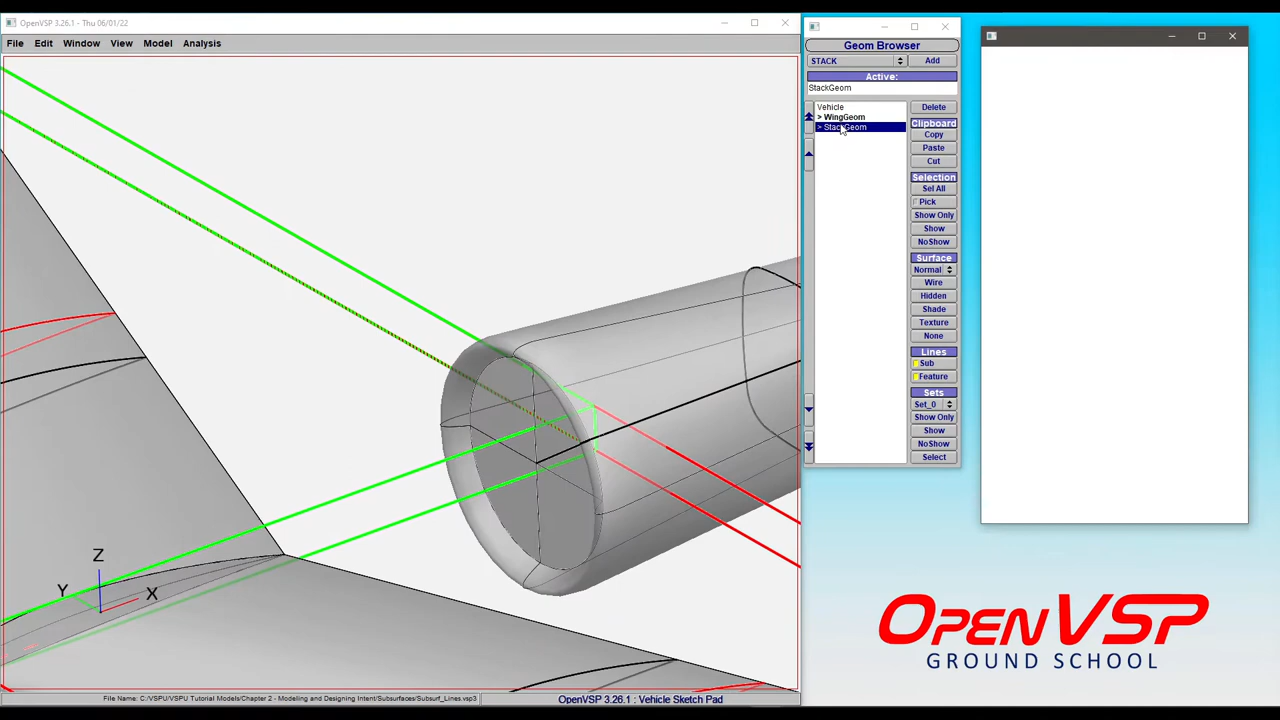 OpenVSP 3.26.1 - Thu 06/01/22
File Edit Window View Model Analysis
Z
Y
X
File Name: C:/VSPU/VSPU Tutorial Models/Chapter 2 - Modeling and Designing Intent/Subsurfaces/Subsurf_Lines.vsp3
OpenVSP 3.26.1 : Vehicle Sketch Pad
Geom Browser
STACK
Add
Active:
StackGeom
Vehicle
> WingGeom
> StackGeom
Delete
Clipboard
Copy
Paste
Cut
Selection
Sel All
Pick
Show Only
Show
NoShow
Surface
Normal
Wire
Hidden
Shade
Texture
None
Lines
Sub
Feature
Sets
Set_0
Show Only
Show
NoShow
Select
OpenVSP
GROUND SCHOOL